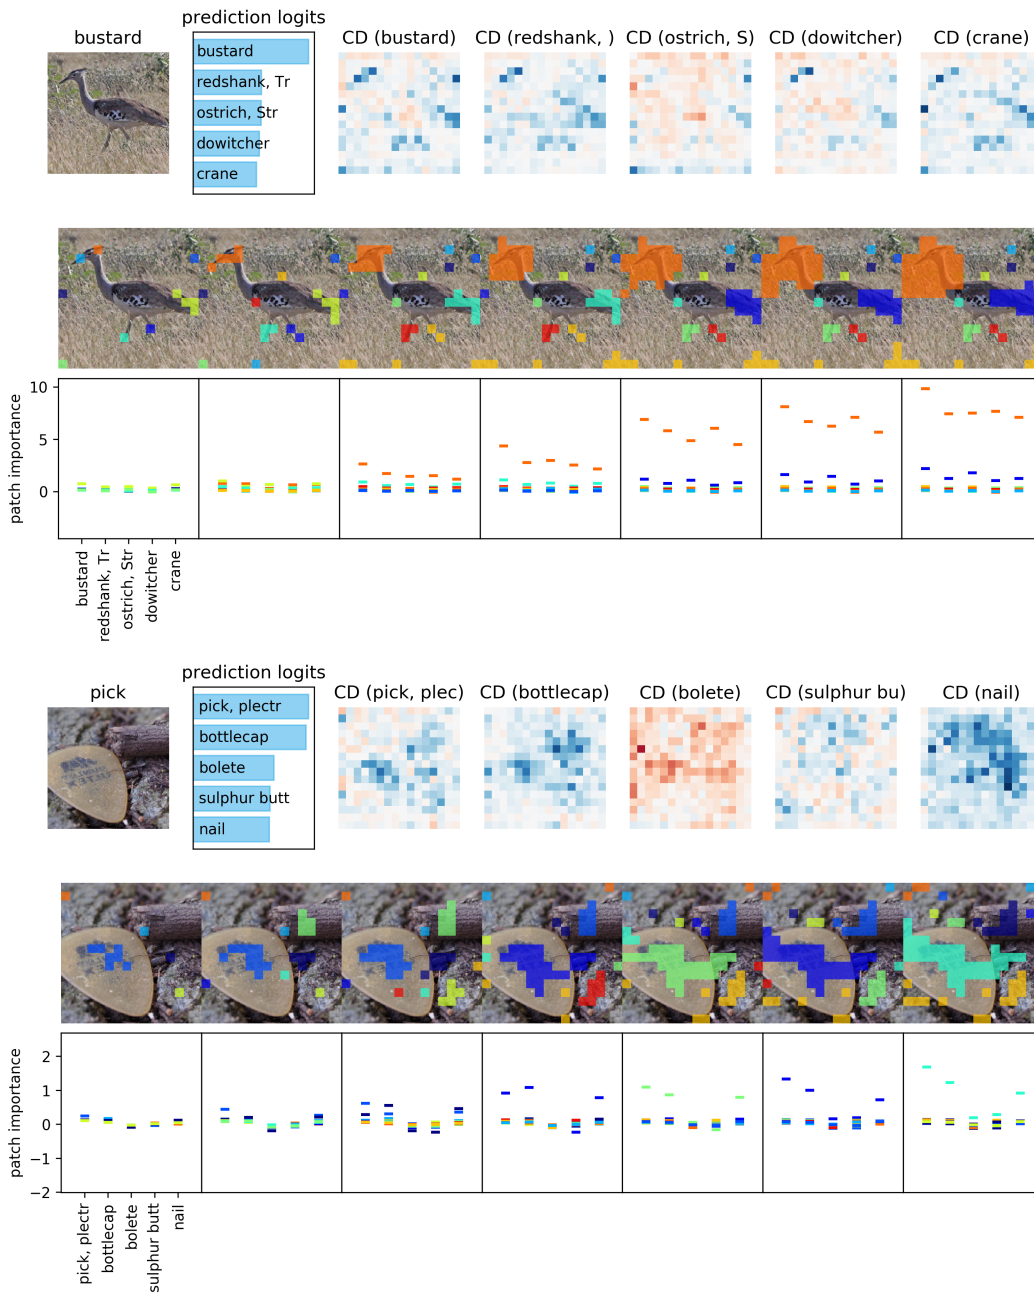 prediction logits
bustard
CD (bustard)
CD (redshank, )
CD (ostrich, S)
CD (dowitcher)
CD (crane)
bustard
redshank, Tr
ostrich, Str
dowitcher
crane
patch importance
10
5
0
bustard
redshank, Tr
ostrich, Str
dowitcher
crane
prediction logits
pick
CD (pick, plec)
CD (bottlecap)
CD (bolete)
CD (sulphur bu)
CD (nail)
pick, plectr
bottlecap
bolete
sulphur butt
nail
patch importance
2
1
0
−1
−2
pick, plectr
bottlecap
bolete
sulphur butt
nail